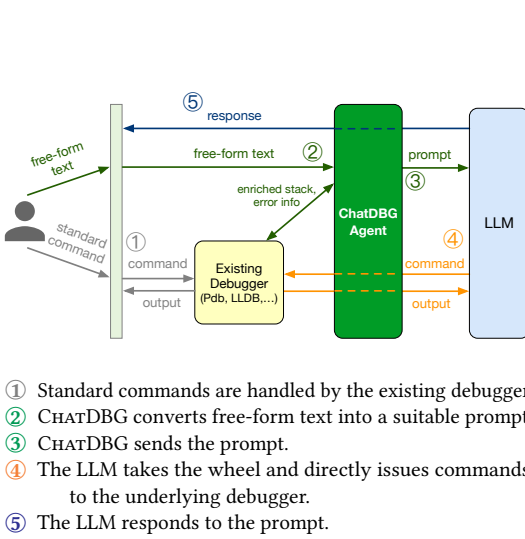 ⑤
response
free-form text
②
free-form
text
prompt
③
enriched stack,
error info
ChatDBG
Agent
LLM
standard
command
①
④
command
output
Existing
Debugger
(Pdb, LLDB,...)
command
output
① Standard commands are handled by the existing debugger
② CHATDBG converts free-form text into a suitable prompt
③ CHATDBG sends the prompt.
④ The LLM takes the wheel and directly issues commands
to the underlying debugger.
⑤ The LLM responds to the prompt.